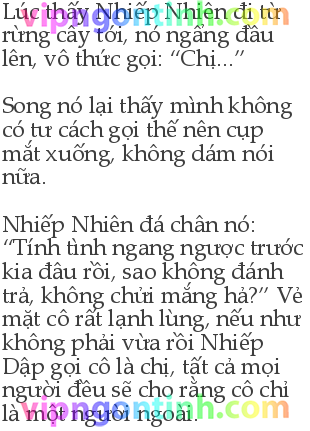 Lúc thấy Nhiếp Nhiên đi từ
rừng cây tới, nó ngẩng đầu
lên, vô thức gọi: “Chị...”
Song nó lại thấy mình không
có tư cách gọi thế nên cụp
mắt xuống, không dám nói
nữa.
Nhiếp Nhiên đá chân nó:
“Tính tình ngang ngược trước
kia đâu rồi, sao không đánh
trả, không chửi mắng hả?” Vẻ
mặt cô rất lạnh lùng, nếu như
không phải vừa rồi Nhiếp
Dập gọi cô là chị, tất cả mọi
người đều sẽ cho rằng cô chỉ
là một người ngoài.
vipngontinh.com
vipngontinh.com